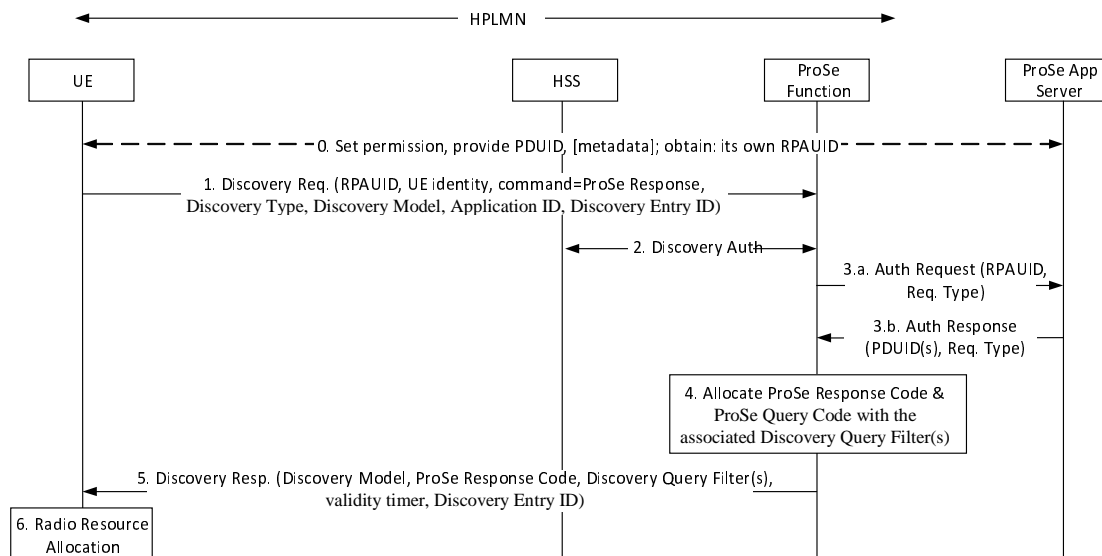 HPLMN
UE
HSS
ProSe
Function
ProSe App
Server
0. Set permission, provide PDUID, [metadata]; obtain: its own RPAUID
1. Discovery Req. (RPAUID, UE identity, command=ProSe Response,
Discovery Type, Discovery Model, Application ID, Discovery Entry ID)
2. Discovery Auth
3.a. Auth Request (RPAUID,
Req. Type)
3.b. Auth Response
(PDUID(s), Req. Type)
4. Allocate ProSe Response Code &
ProSe Query Code with the
associated Discovery Query Filter(s)
5. Discovery Resp. (Discovery Model, ProSe Response Code, Discovery Query Filter(s),
validity timer, Discovery Entry ID)
6. Radio Resource
Allocation